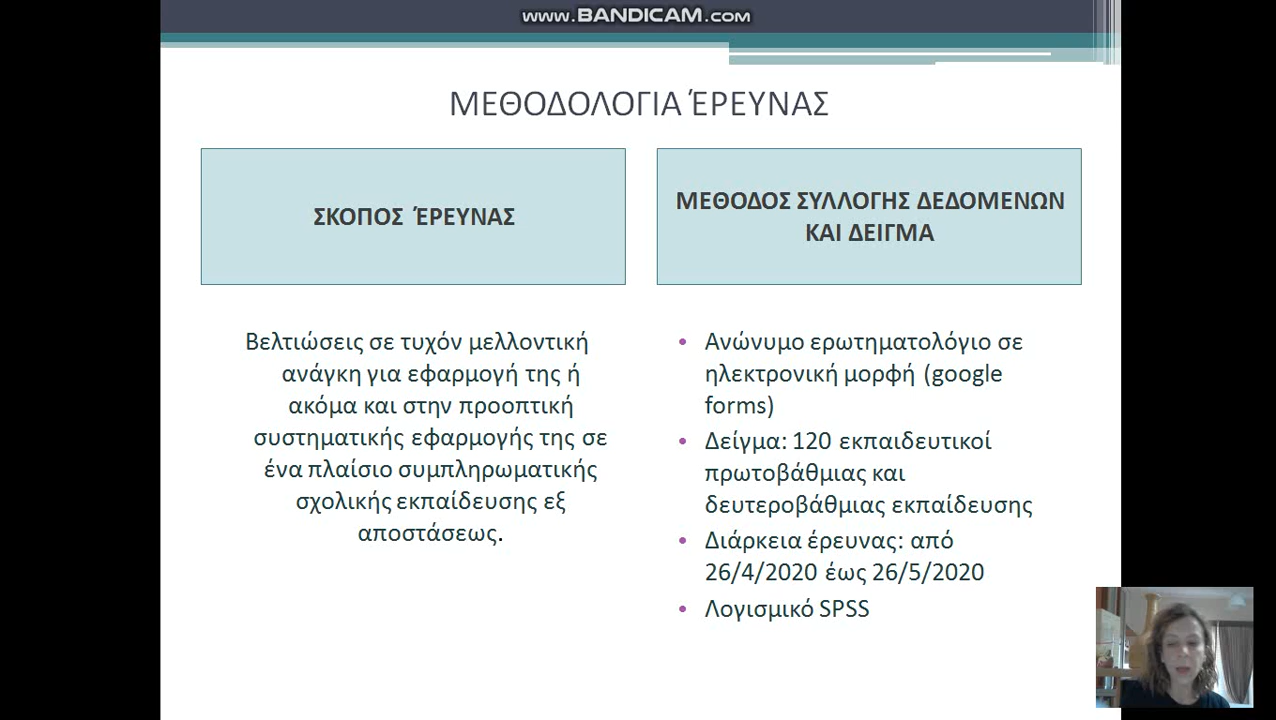 WWW.BANDICAM.COM
ΜΕΘΟΔΟΛΟΓΙΑ ΈΡΕΥΝΑΣ
ΣΚΟΠΟΣ ΈΡΕΥΝΑΣ
Βελτιώσεις σε τυχόν μελλοντική
ανάγκη για εφαρμογή της ή
ακόμα και στην προοπτική
συστηματικής εφαρμογής της σε
ένα πλαίσιο συμπληρωματικής
σχολικής εκπαίδευσης εξ
αποστάσεως.
ΜΕΘΟΔΟΣ ΣΥΛΛΟΓΗΣ ΔΕΔΟΜΕΝΩΝ
ΚΑΙ ΔΕΙΓΜΑ
• Ανώνυμο ερωτηματολόγιο σε
ηλεκτρονική μορφή (google
forms)
• Δείγμα: 120 εκπαιδευτικοί
πρωτοβάθμιας και
δευτεροβάθμιας εκπαίδευσης
• Διάρκεια έρευνας: από
26/4/2020 έως 26/5/2020
• Λογισμικό SPSS